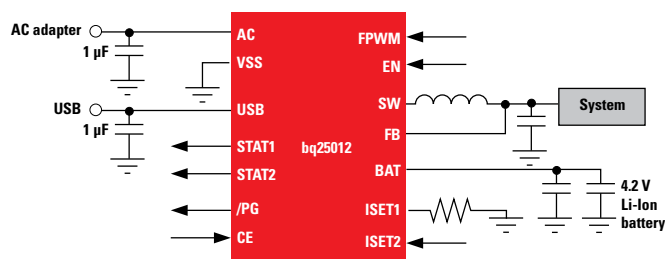 AC adapter
1 µF
USB
1 µF
AC
VSS
USB
STAT1
STAT2
/PG
CE
bq25012
FPWM
EN
SW
FB
BAT
ISET1
ISET2
System
4.2 V
Li-Ion
battery